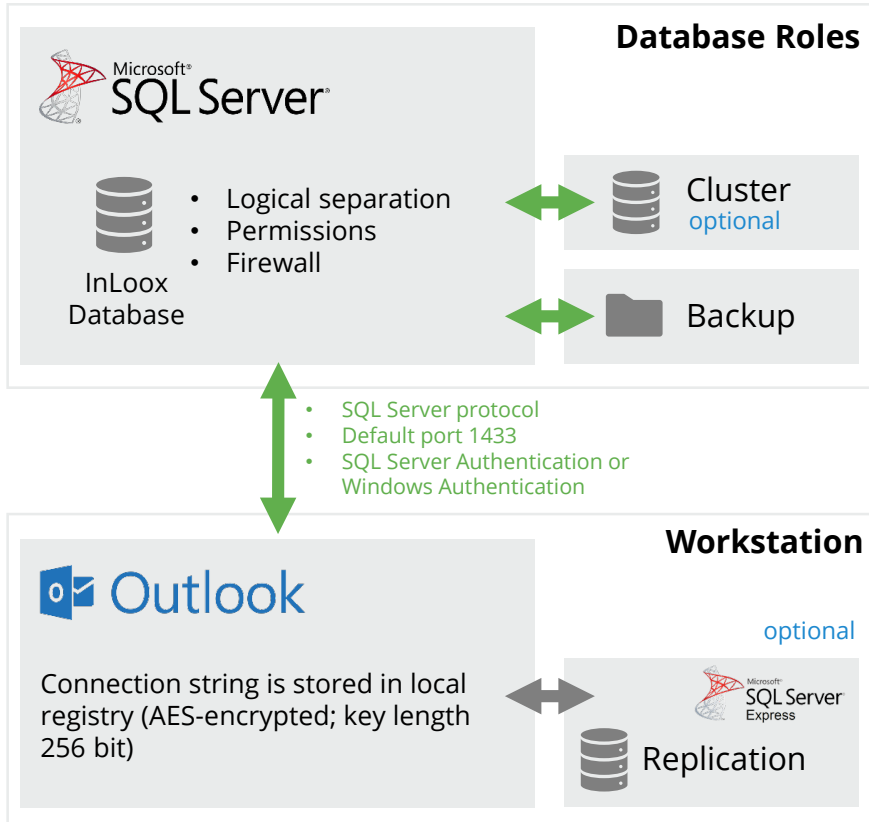 Database Roles
Microsoft®
SQL Server®
• Logical separation
• Permissions
• Firewall
InLoox
Database
Cluster
optional
Backup
• SQL Server protocol
• Default port 1433
• SQL Server Authentication or
Windows Authentication
Workstation
Outlook
Connection string is stored in local
registry (AES-encrypted; key length
256 bit)
optional
Microsoft®
SQL Server®
Express
Replication